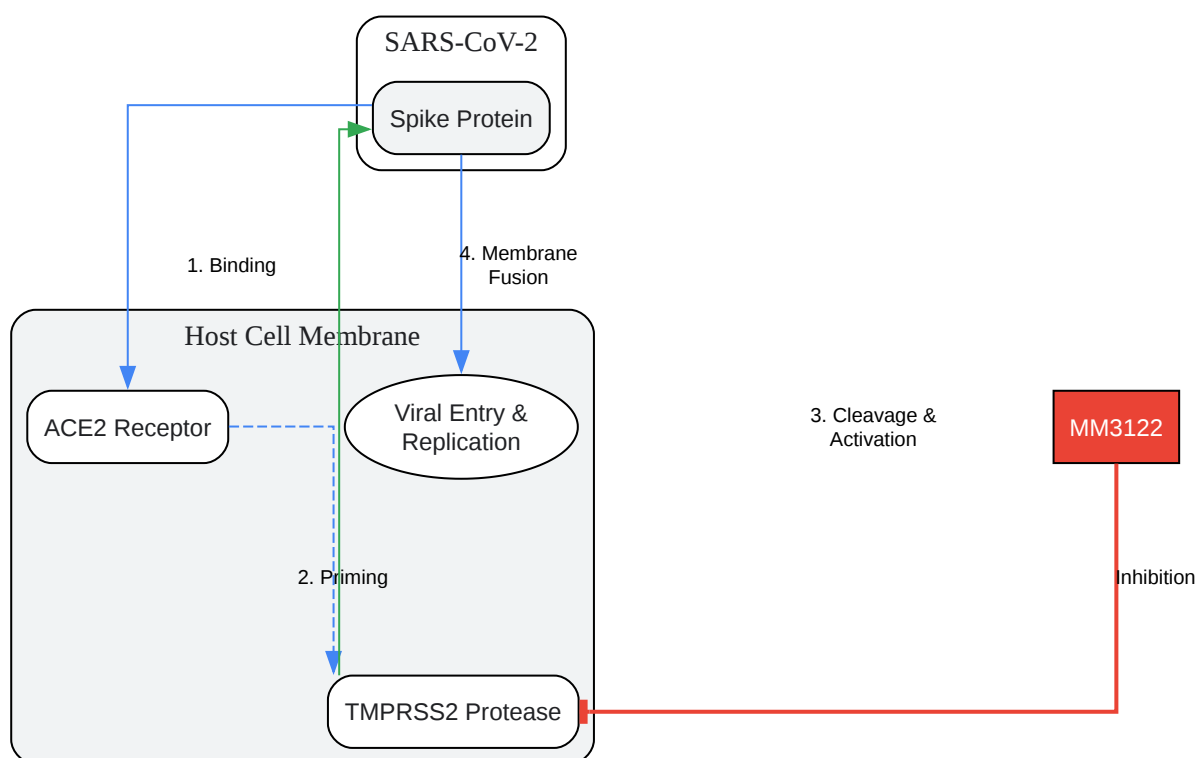 SARS-CoV-2
Spike Protein
1. Binding
4. Membrane
Fusion
Host Cell Membrane
ACE2 Receptor
Viral Entry &
Replication
3. Cleavage &
Activation
MM3122
2. Priming
Inhibition
TMPRSS2 Protease